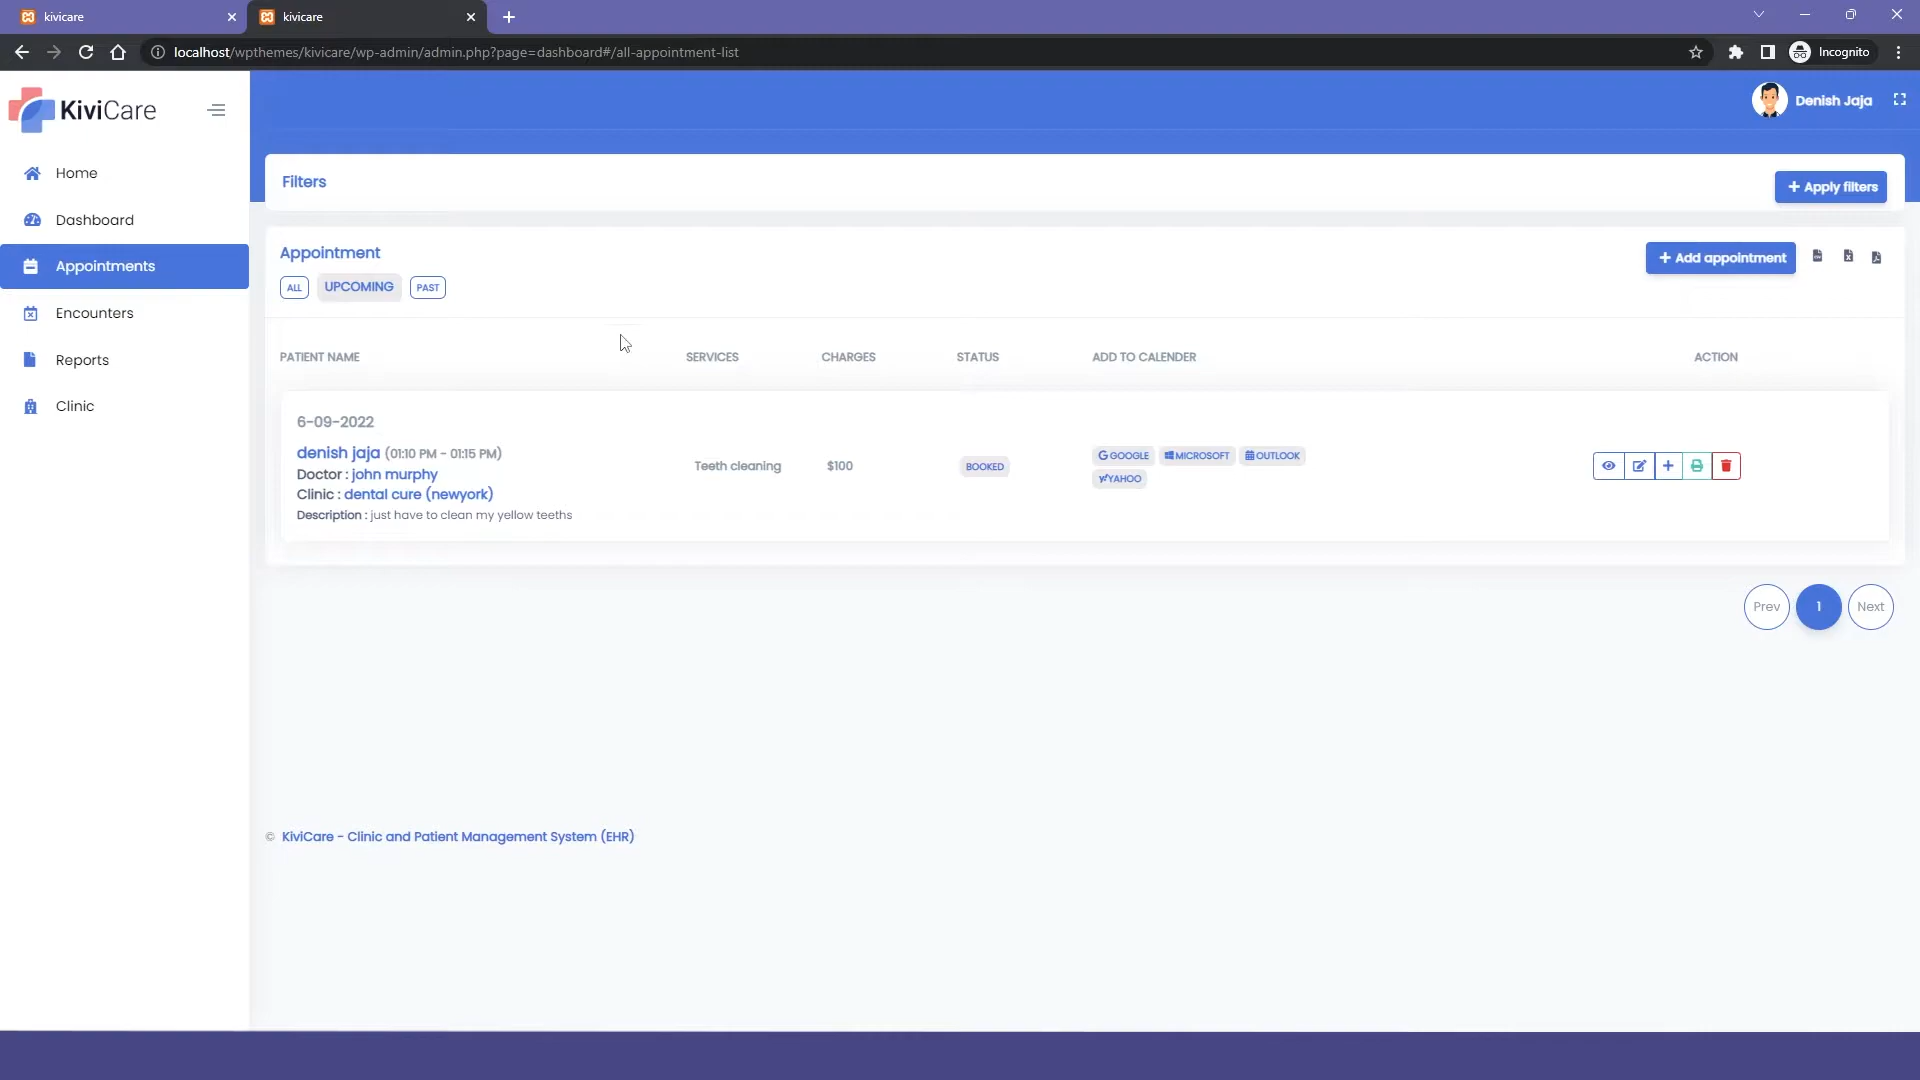 kivicare
kivicare
localhost/wpthemes/kivicare/wp-admin/admin.php?page=dashboard#/all-appointment-list
Incognito
KiviCare
Denish Jaja
Home
Dashboard
Appointments
Encounters
Reports
Clinic
Filters
+ Apply filters
Appointment
+ Add appointment
ALL UPCOMING PAST
PATIENT NAME SERVICES CHARGES STATUS ADD TO CALENDER ACTION
6-09-2022
denish jaja (01:10 PM - 01:15 PM)
Doctor : john murphy
Clinic : dental cure (newyork)
Description : just have to clean my yellow teeths
Teeth cleaning
$100
BOOKED
GOOGLE MICROSOFT OUTLOOK
YAHOO
Prev 1 Next
© KiviCare - Clinic and Patient Management System (EHR)